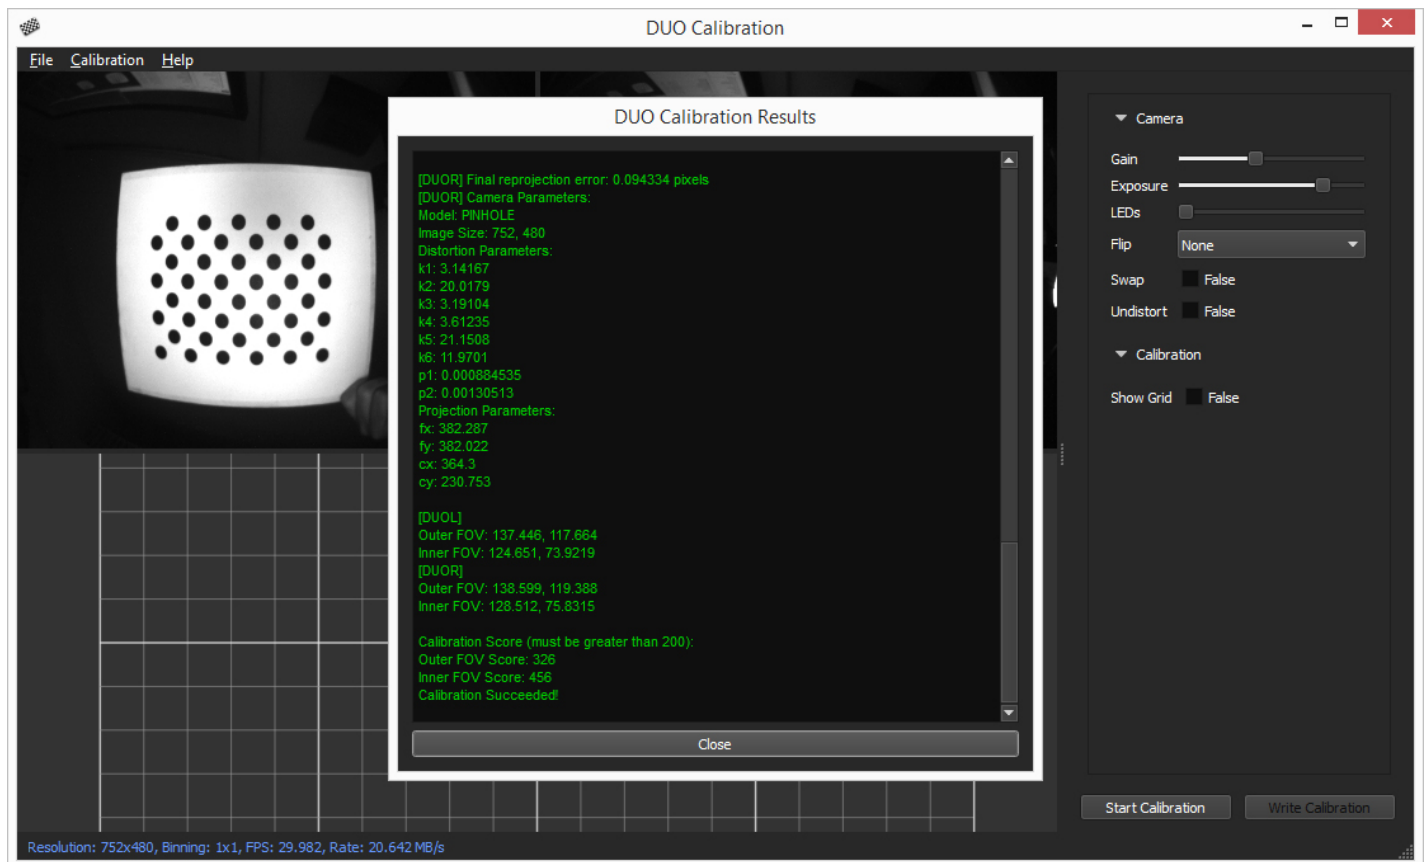 DUO Calibration
File Calibration Help
DUO Calibration Results
[DUOR] Final reprojection error: 0.094334 pixels
[DUOR] Camera Parameters:
Model: PINHOLE
Image Size: 752, 480
Distortion Parameters:
k1: 3.14167
k2: 20.0179
k3: 3.19104
k4: 3.61235
k5: 21.1508
k6: 11.9701
p1: 0.000884535
p2: 0.00130513
Projection Parameters:
fx: 382.287
fy: 382.022
cx: 364.3
cy: 230.753
[DUOL]
Outer FOV: 137.446, 117.664
Inner FOV: 124.651, 73.9219
[DUOR]
Outer FOV: 138.599, 119.388
Inner FOV: 128.512, 75.8315
Calibration Score (must be greater than 200):
Outer FOV Score: 326
Inner FOV Score: 456
Calibration Succeeded!
Close
Camera
Gain
Exposure
LEDs
Flip None
Swap False
Undistort False
Calibration
Show Grid False
Start Calibration Write Calibration
Resolution: 752x480, Binning: 1x1, FPS: 29.982, Rate: 20.642 MB/s